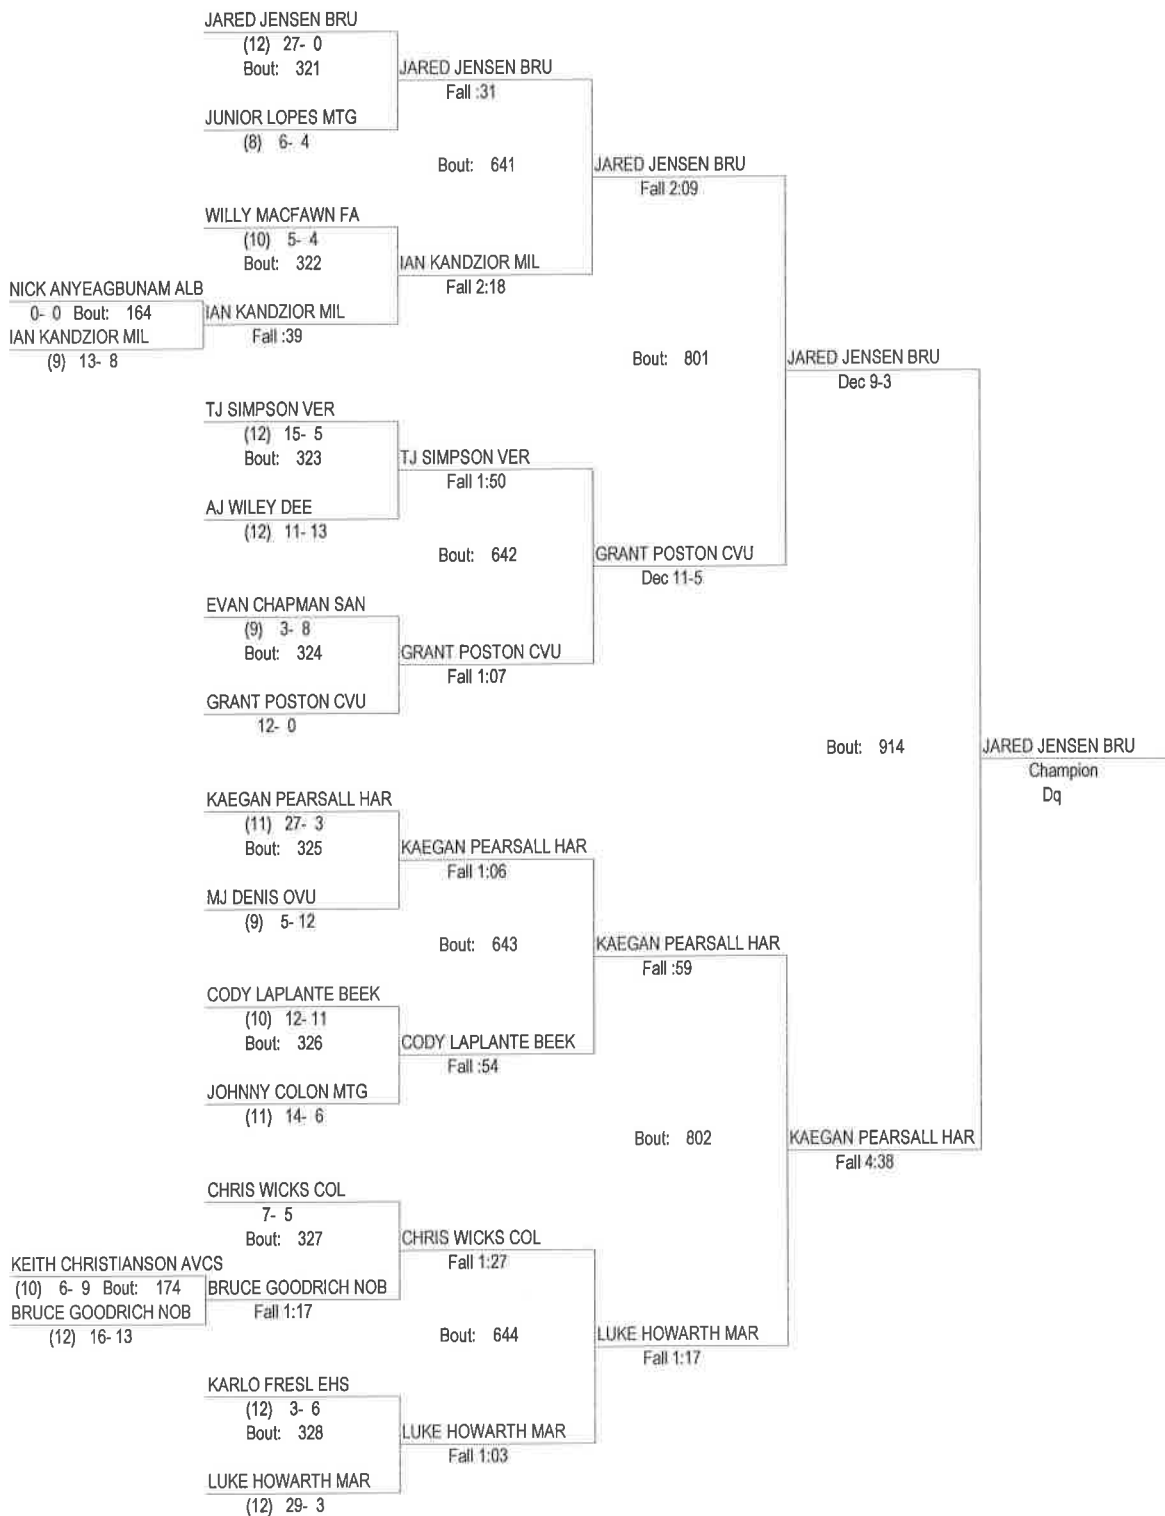 JARED JENSEN BRU
(12) 27- 0
Bout: 321
JARED JENSEN BRU
Fall :31
JUNIOR LOPES MTG
(8) 6- 4
Bout: 641
JARED JENSEN BRU
Fall 2:09
WILLY MACFAWN FA
(10) 5- 4
Bout: 322
IAN KANDZIOR MIL
Fall 2:18
NICK ANYEAGBUNAM ALB
0- 0 Bout: 164
IAN KANDZIOR MIL
Fall :39
IAN KANDZIOR MIL
(9) 13- 8
Bout: 801
JARED JENSEN BRU
Dec 9-3
TJ SIMPSON VER
(12) 15- 5
Bout: 323
TJ SIMPSON VER
Fall 1:50
AJ WILEY DEE
(12) 11- 13
Bout: 642
GRANT POSTON CVU
Dec 11-5
EVAN CHAPMAN SAN
(9) 3- 8
Bout: 324
GRANT POSTON CVU
Fall 1:07
GRANT POSTON CVU
12- 0
Bout: 914
JARED JENSEN BRU
Champion
Dq
KAEGAN PEARSALL HAR
(11) 27- 3
Bout: 325
KAEGAN PEARSALL HAR
Fall 1:06
MJ DENIS OVU
(9) 5- 12
Bout: 643
KAEGAN PEARSALL HAR
Fall :59
CODY LAPLANTE BEEK
(10) 12- 11
Bout: 326
CODY LAPLANTE BEEK
Fall :54
JOHNNY COLON MTG
(11) 14- 6
Bout: 802
KAEGAN PEARSALL HAR
Fall 4:38
CHRIS WICKS COL
7- 5
Bout: 327
CHRIS WICKS COL
Fall 1:27
KEITH CHRISTIANSON AVCS
(10) 6- 9 Bout: 174
BRUCE GOODRICH NOB
Fall 1:17
BRUCE GOODRICH NOB
(12) 16- 13
Bout: 644
LUKE HOWARTH MAR
Fall 1:17
KARLO FRESL EHS
(12) 3- 6
Bout: 328
LUKE HOWARTH MAR
Fall 1:03
LUKE HOWARTH MAR
(12) 29- 3